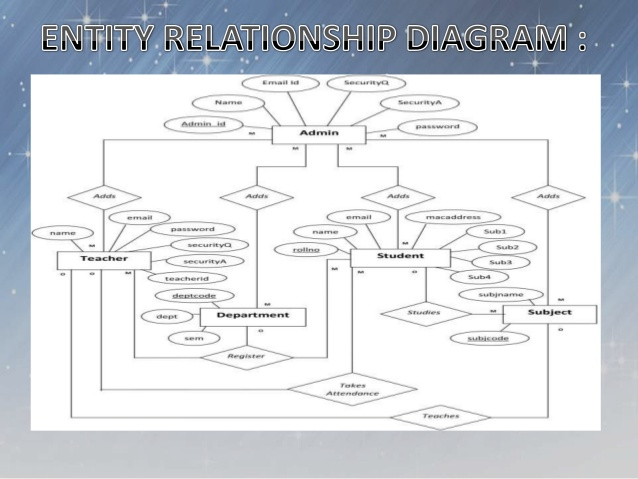 ENTITY RELATIONSHIP DIAGRAM :
Email id
SecurityQ
Name
SecurityA
Admin_id
password
M
Admin
M
M
M
Adds
Adds
Adds
Adds
email
password
name
securityQ
M
Teacher
securityA
O
O
M
M
teacherid
email
macaddress
name
Sub1
rollno
Sub2
M
Student
Sub3
M
M
O
M
Sub4
deptcode
dept
M
Department
sem
O
Register
Studies
subjname
M
M
Subject
O
subjcode
Takes
Attendance
Teaches